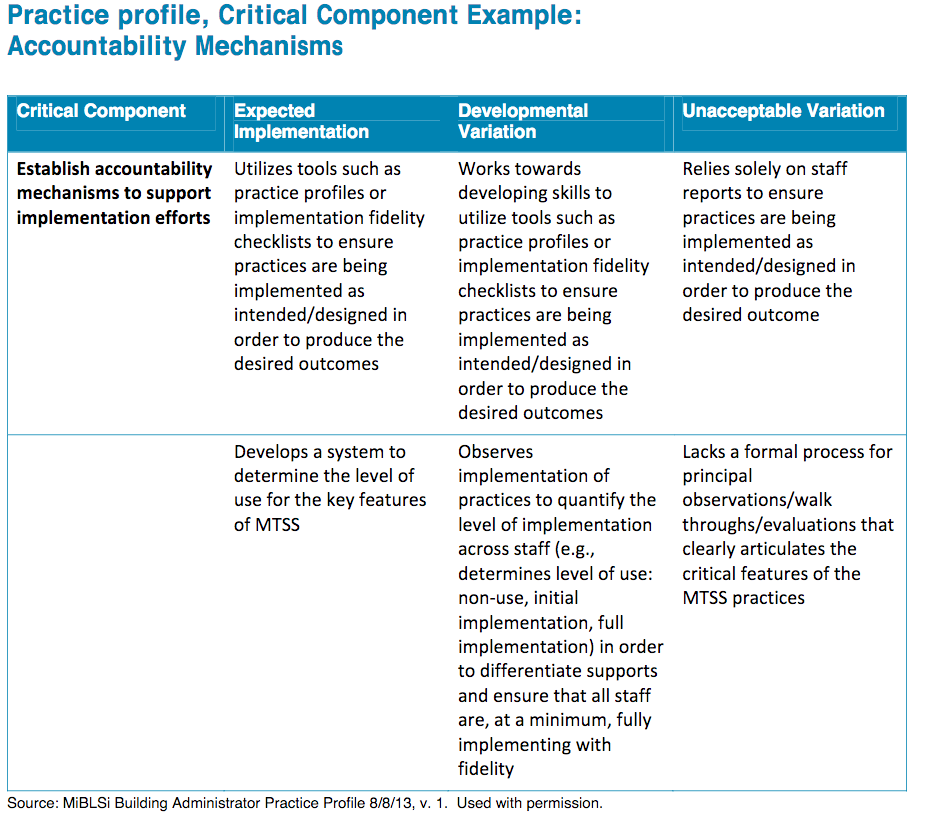 Practice profile, Critical Component Example:
Accountability Mechanisms
Critical Component
Expected
Implementation
Developmental
Variation
Unacceptable Variation
Establish accountability
mechanisms to support
implementation efforts
Utilizes tools such as
practice profiles or
implementation fidelity
checklists to ensure
practices are being
implemented as
intended/designed in
order to produce the
desired outcomes
Works towards
developing skills to
utilize tools such as
practice profiles or
implementation fidelity
checklists to ensure
practices are being
implemented as
intended/designed in
order to produce the
desired outcomes
Relies solely on staff
reports to ensure
practices are being
implemented as
intended/designed in
order to produce the
desired outcome
Develops a system to
determine the level of
use for the key features
of MTSS
Observes
implementation of
practices to quantify the
level of implementation
across staff (e.g.,
determines level of use:
non-use, initial
implementation, full
implementation) in order
to differentiate supports
and ensure that all staff
are, at a minimum, fully
implementing with
fidelity
Lacks a formal process for
principal
observations/walk
throughs/evaluations that
clearly articulates the
critical features of the
MTSS practices
Source: MiBLSi Building Administrator Practice Profile 8/8/13, v. 1.  Used with permission.